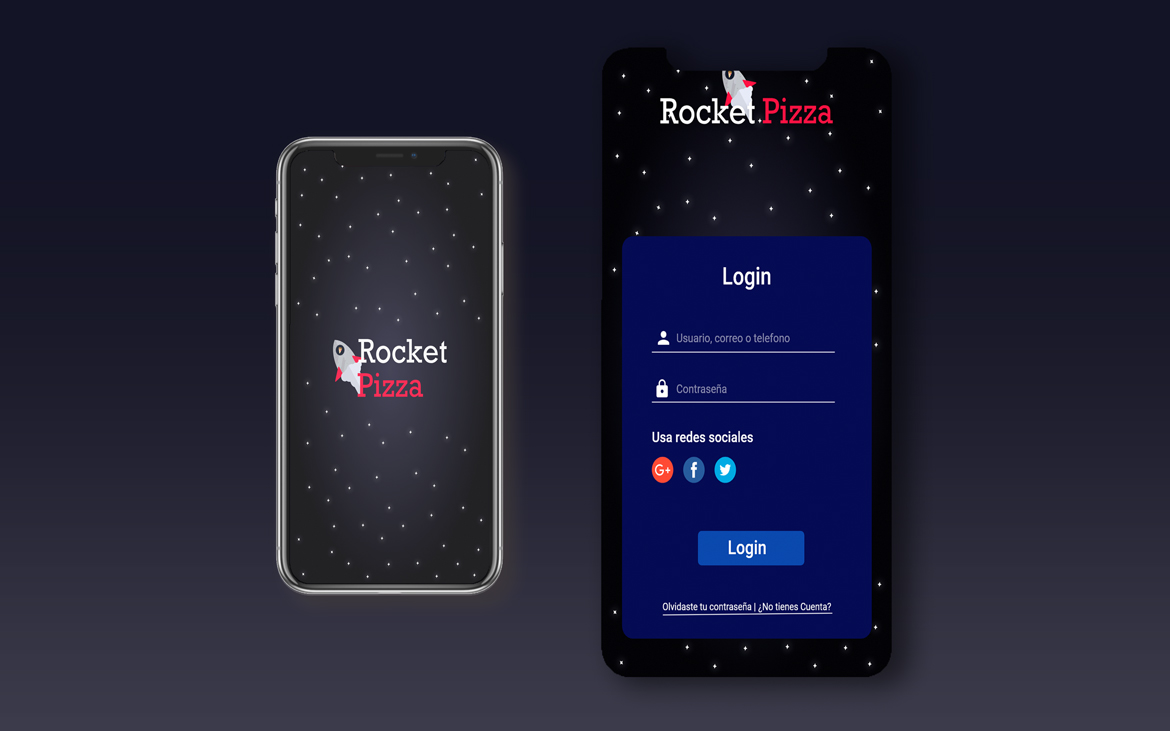 Rocket
Pizza
Rocket Pizza
Login
Usuario, correo o telefono
Contraseña
Usa redes sociales
G+ f
Login
Olvidaste tu contraseña | ¿No tienes Cuenta?